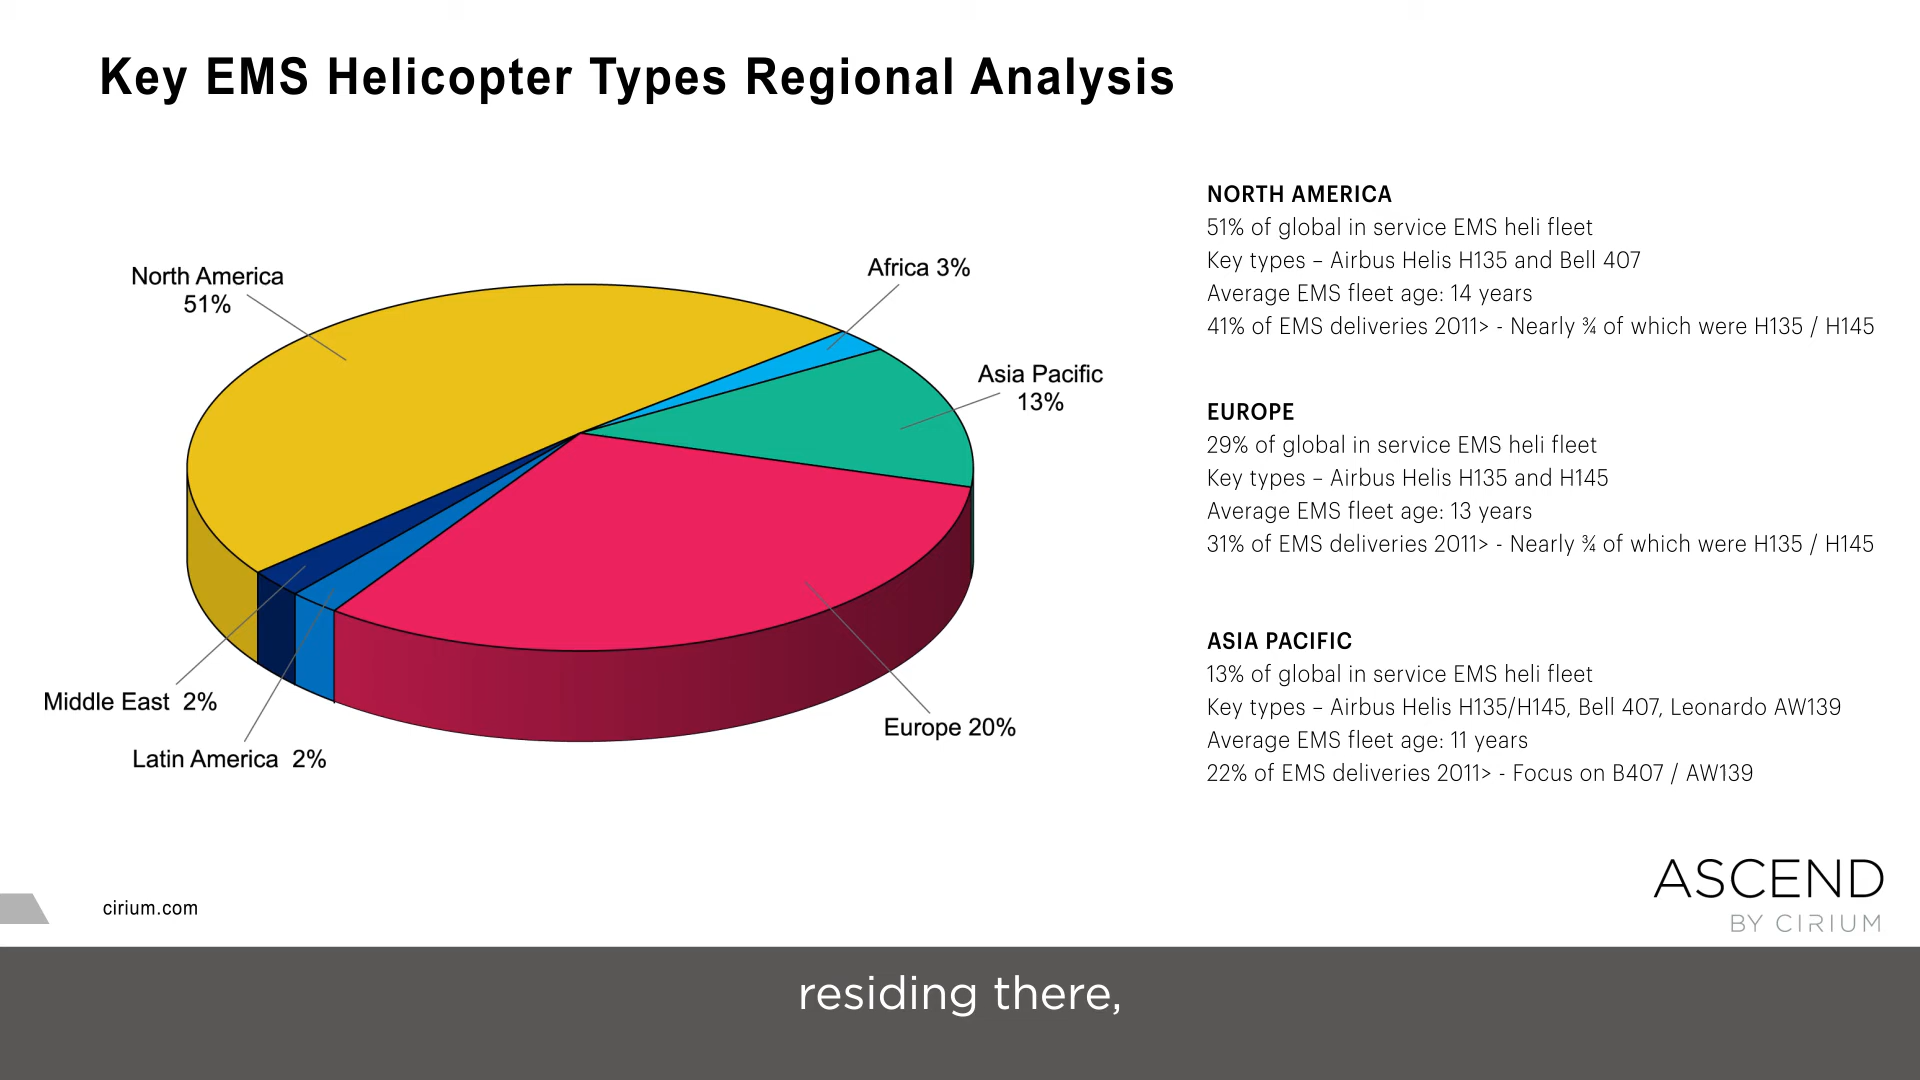 Key EMS Helicopter Types Regional Analysis
North America
51%
Africa 3%
Asia Pacific
13%
Middle East 2%
Latin America 2%
Europe 20%
NORTH AMERICA
51% of global in service EMS heli fleet
Key types – Airbus Helis H135 and Bell 407
Average EMS fleet age: 14 years
41% of EMS deliveries 2011> - Nearly ¾ of which were H135 / H145
EUROPE
29% of global in service EMS heli fleet
Key types – Airbus Helis H135 and H145
Average EMS fleet age: 13 years
31% of EMS deliveries 2011> - Nearly ¾ of which were H135 / H145
ASIA PACIFIC
13% of global in service EMS heli fleet
Key types – Airbus Helis H135/H145, Bell 407, Leonardo AW139
Average EMS fleet age: 11 years
22% of EMS deliveries 2011> - Focus on B407 / AW139
cirium.com
ASCEND
BY CIRIUM
residing there,